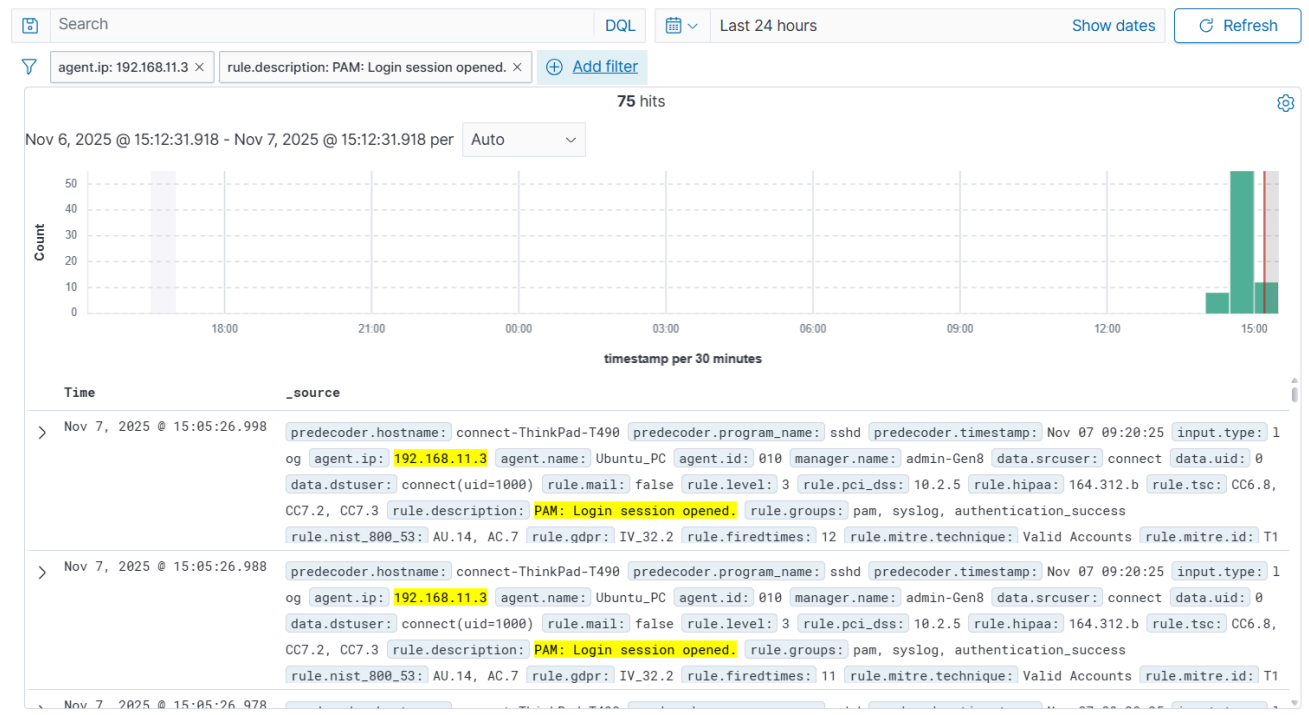 Search DQL Last 24 hours Show dates Refresh
agent.ip: 192.168.11.3 × rule.description: PAM: Login session opened. × Add filter
75 hits
Nov 6, 2025 @ 15:12:31.918 - Nov 7, 2025 @ 15:12:31.918 per Auto
50
40
30
20
10
0
Count
18:00 21:00 00:00 03:00 06:00 09:00 12:00 15:00
timestamp per 30 minutes
Time _source
Nov 7, 2025 @ 15:05:26.998 predecoder.hostname: connect-ThinkPad-T490 predecoder.program_name: sshd predecoder.timestamp: Nov 07 09:20:25 input.type: l
og agent.ip: 192.168.11.3 agent.name: Ubuntu_PC agent.id: 010 manager.name: admin-Gen8 data.srcuser: connect data.uid: 0
data.dstuser: connect(uid=1000) rule.mail: false rule.level: 3 rule.pci_dss: 10.2.5 rule.hipaa: 164.312.b rule.tsc: CC6.8,
CC7.2, CC7.3 rule.description: PAM: Login session opened. rule.groups: pam, syslog, authentication_success
rule.nist_800_53: AU.14, AC.7 rule.gdpr: IV_32.2 rule.firedtimes: 12 rule.mitre.technique: Valid Accounts rule.mitre.id: T1
Nov 7, 2025 @ 15:05:26.988 predecoder.hostname: connect-ThinkPad-T490 predecoder.program_name: sshd predecoder.timestamp: Nov 07 09:20:25 input.type: l
og agent.ip: 192.168.11.3 agent.name: Ubuntu_PC agent.id: 010 manager.name: admin-Gen8 data.srcuser: connect data.uid: 0
data.dstuser: connect(uid=1000) rule.mail: false rule.level: 3 rule.pci_dss: 10.2.5 rule.hipaa: 164.312.b rule.tsc: CC6.8,
CC7.2, CC7.3 rule.description: PAM: Login session opened. rule.groups: pam, syslog, authentication_success
rule.nist_800_53: AU.14, AC.7 rule.gdpr: IV_32.2 rule.firedtimes: 11 rule.mitre.technique: Valid Accounts rule.mitre.id: T1
Nov 7, 2025 @ 15:05:26.978